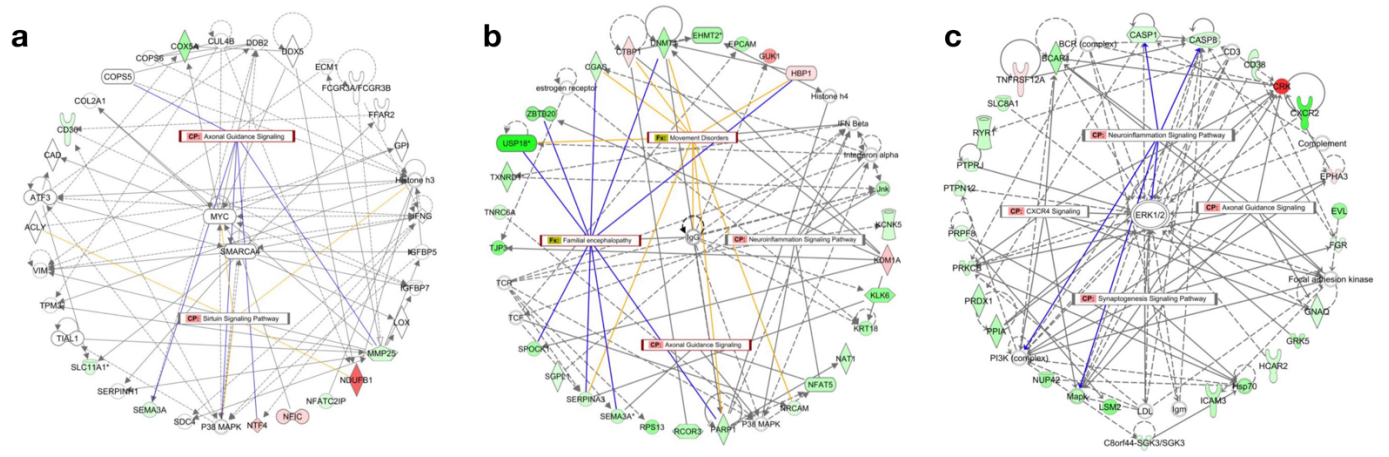 a
COX5A
CUL4B
DDB2
DDX5
COPS6
COPS5
ECM1
FCGR3A/FCGR3B
COL2A1
FFAR2
CD36*
CP: Axonal Guidance Signaling
GPI
CAD
Histone h3
ATF3
MYC
IFNG
ACLY
SMARCA4
IGFBP5
VIM
IGFBP7
TPM3
CP: Sirtuin Signaling Pathway
LOX
TIAL1
MMP25
SLC11A1*
NDUFB1
SERPINH1
NFATC2IP
SEMA3A
SDC4
NTF4
NFIC
P38 MAPK
b
CTBP1
EHMT2*
EPCAM
CGAS
GUK1
HBP1
estrogen receptor
Histone h4
ZBTB20
IFN Beta
USP18*
Fx: Movement Disorders
Interferon alpha
TXNRD1
Jnk
TNRC6A
KCNK5
TJP3
Fx: Familial encephalopathy
IgG
CP: Neuroinflammation Signaling Pathway
KDM1A
TCR
KLK6
TCF
KRT18
SPOCK1
CP: Axonal Guidance Signaling
NAT1
SGPL1
NFAT5
SERPINA3
NRCAM
SEMA3A*
RPS13
RCOR3
PARP1
P38 MAPK
c
BCR (complex)
CASP1
CASP8
BCAR1
CD3
TNFRSF12A
CD38
CRK
SLC8A1
CXCR2
RYR1
CP: Neuroinflammation Signaling Pathway
Complement
PTPRJ
EPHA3
PTPN12
CP: CXCR4 Signaling
ERK1/2
CP: Axonal Guidance Signaling
EVL
PRPF8
FGR
PRKCB
Focal adhesion kinase
PRDX1
CP: Synaptogenesis Signaling Pathway
GNAQ
PPIA
GRK5
PI3K (complex)
HCAR2
NUP42
Hsp70
Mapk
ICAM3
LSM2
LDL
Igm
C8orf44-SGK3/SGK3